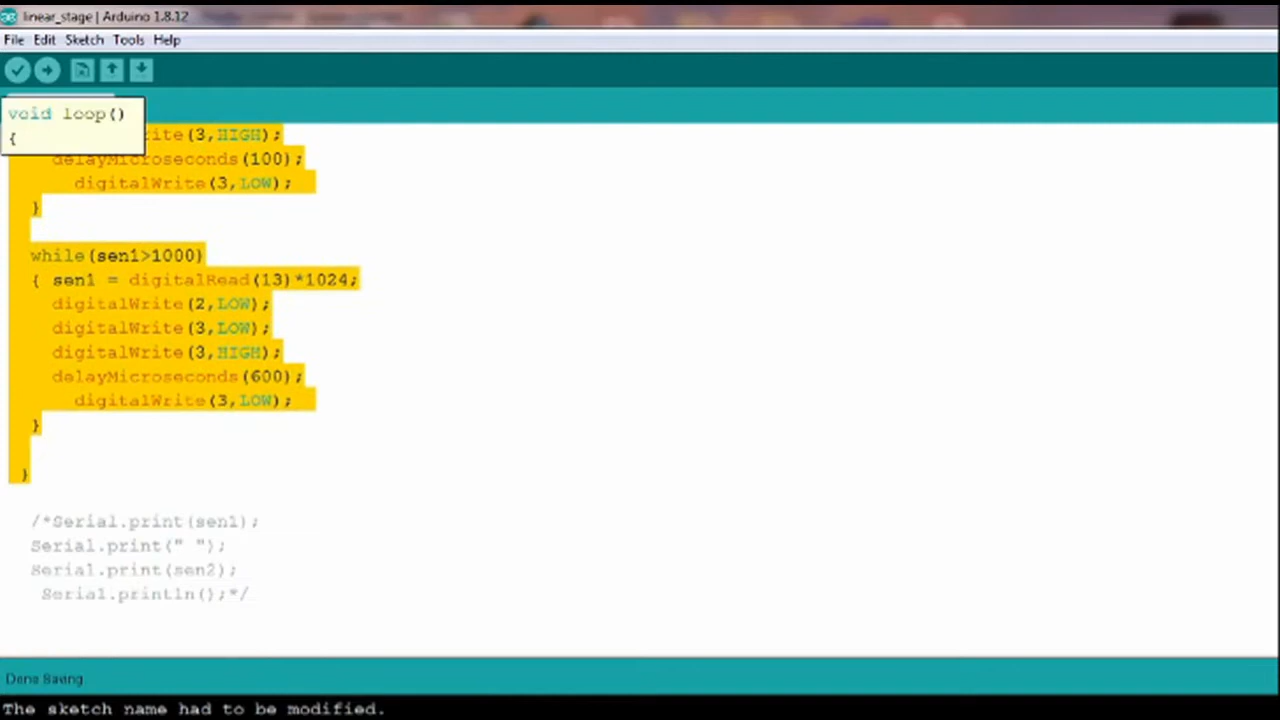 linear_stage | Arduino 1.8.12
File Edit Sketch Tools Help
void loop()
{
ite(3,HIGH);
delayMicroseconds(100);
digitalWrite(3,LOW);
}
while(sen1>1000)
{ sen1 = digitalRead(13)*1024;
digitalWrite(2,LOW);
digitalWrite(3,LOW);
digitalWrite(3,HIGH);
delayMicroseconds(600);
digitalWrite(3,LOW);
}
}
/*Serial.print(sen1);
Serial.print(" ");
Serial.print(sen2);
Serial.println();*/
Done Saving
The sketch name had to be modified.